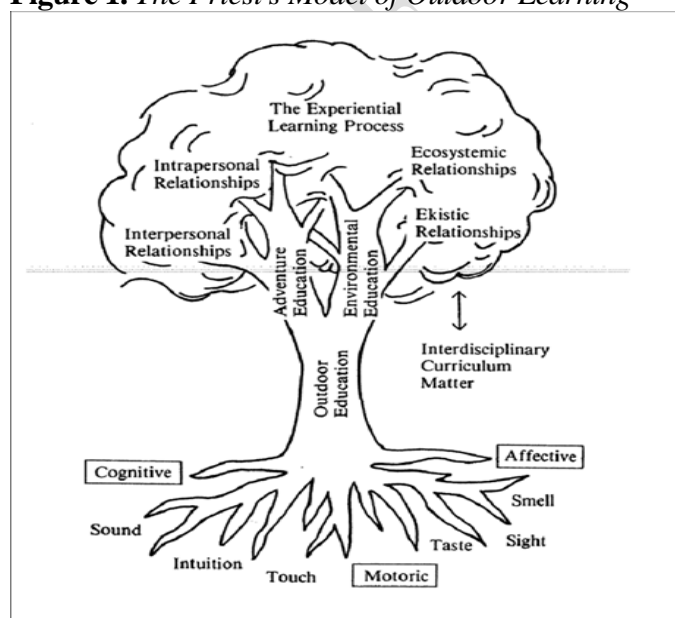 Figure 1. The Priest's Model of Outdoor Learning
The Experiential
Learning Process
Intrapersonal
Relationships
Ecosystemic
Relationships
Interpersonal
Relationships
Ekistic
Relationships
Adventure
Education
Environmental
Education
Interdisciplinary
Curriculum
Matter
Outdoor
Education
Cognitive
Affective
Sound
Smell
Intuition
Touch
Motoric
Taste
Sight